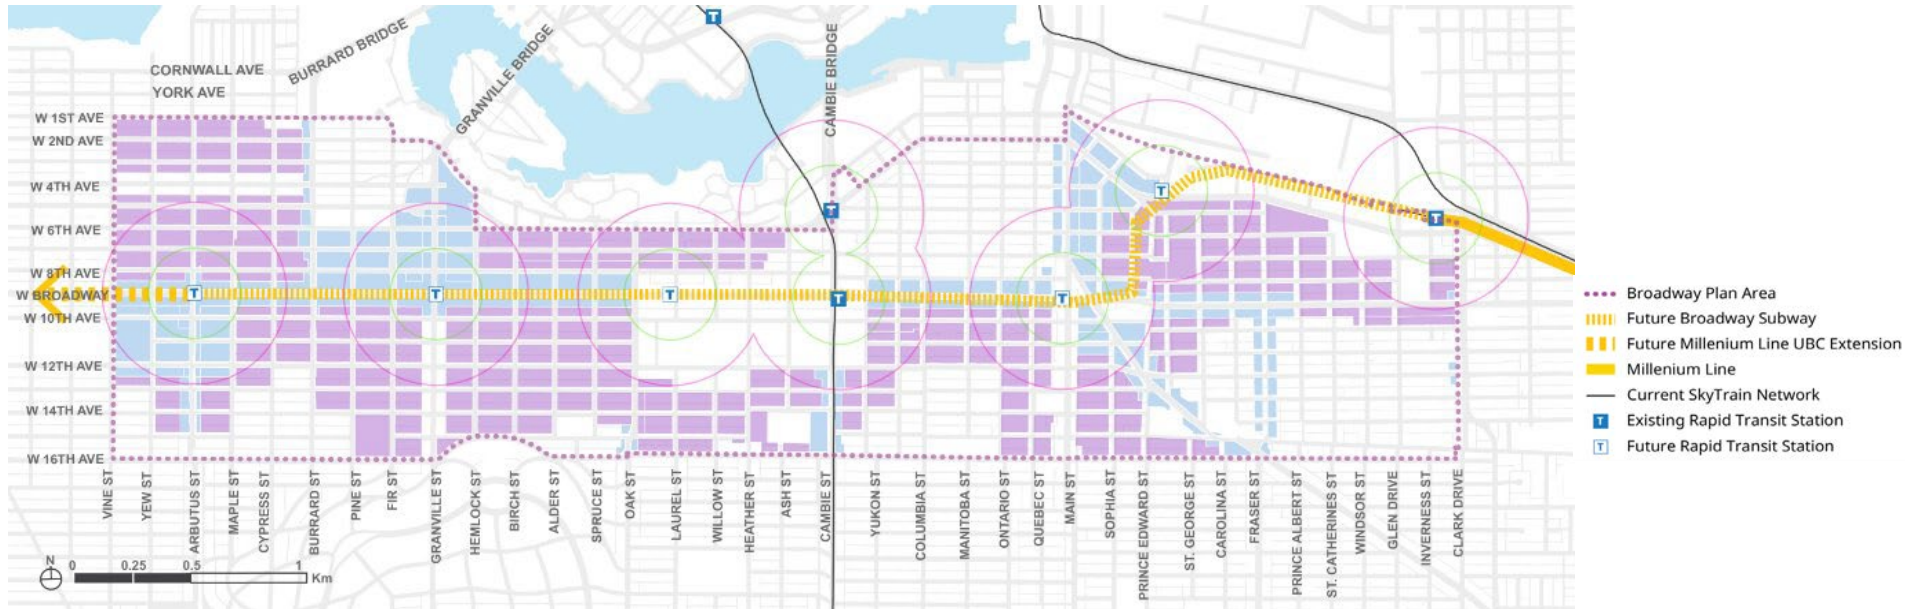 CORNWALL AVE
YORK AVE
BURRARD BRIDGE
GRANVILLE BRIDGE
CAMBIE BRIDGE
W 1ST AVE
W 2ND AVE
W 4TH AVE
W 6TH AVE
W 8TH AVE
W BROADWAY
W 10TH AVE
W 12TH AVE
W 14TH AVE
W 16TH AVE
T
T
T
T
T
T
T
T
T
VINE ST
YEW ST
ARBUTUS ST
MAPLE ST
CYPRESS ST
BURRARD ST
PINE ST
FIR ST
GRANVILLE ST
HEMLOCK ST
BIRCH ST
ALDER ST
SPRUCE ST
OAK ST
LAUREL ST
WILLOW ST
HEATHER ST
ASH ST
CAMBIE ST
YUKON ST
COLUMBIA ST
MANITOBA ST
ONTARIO ST
QUEBEC ST
MAIN ST
SOPHIA ST
PRINCE EDWARD ST
ST. GEORGE ST
CAROLINA ST
FRASER ST
PRINCE ALBERT ST
ST. CATHERINES ST
WINDSOR ST
GLEN DRIVE
INVERNESS ST
CLARK DRIVE
N
0 0.25 0.5 1
Km
Broadway Plan Area
Future Broadway Subway
Future Millenium Line UBC Extension
Millenium Line
Current SkyTrain Network
T Existing Rapid Transit Station
T Future Rapid Transit Station